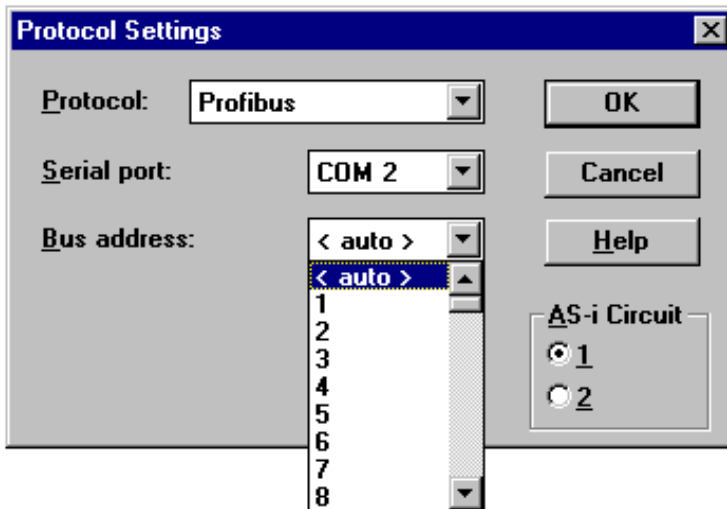 Protocol Settings
Protocol: Profibus OK
Serial port: COM 2 Cancel
Bus address: < auto > Help
< auto >
1
2
3
4
5
6
7
8
AS-i Circuit
1
2